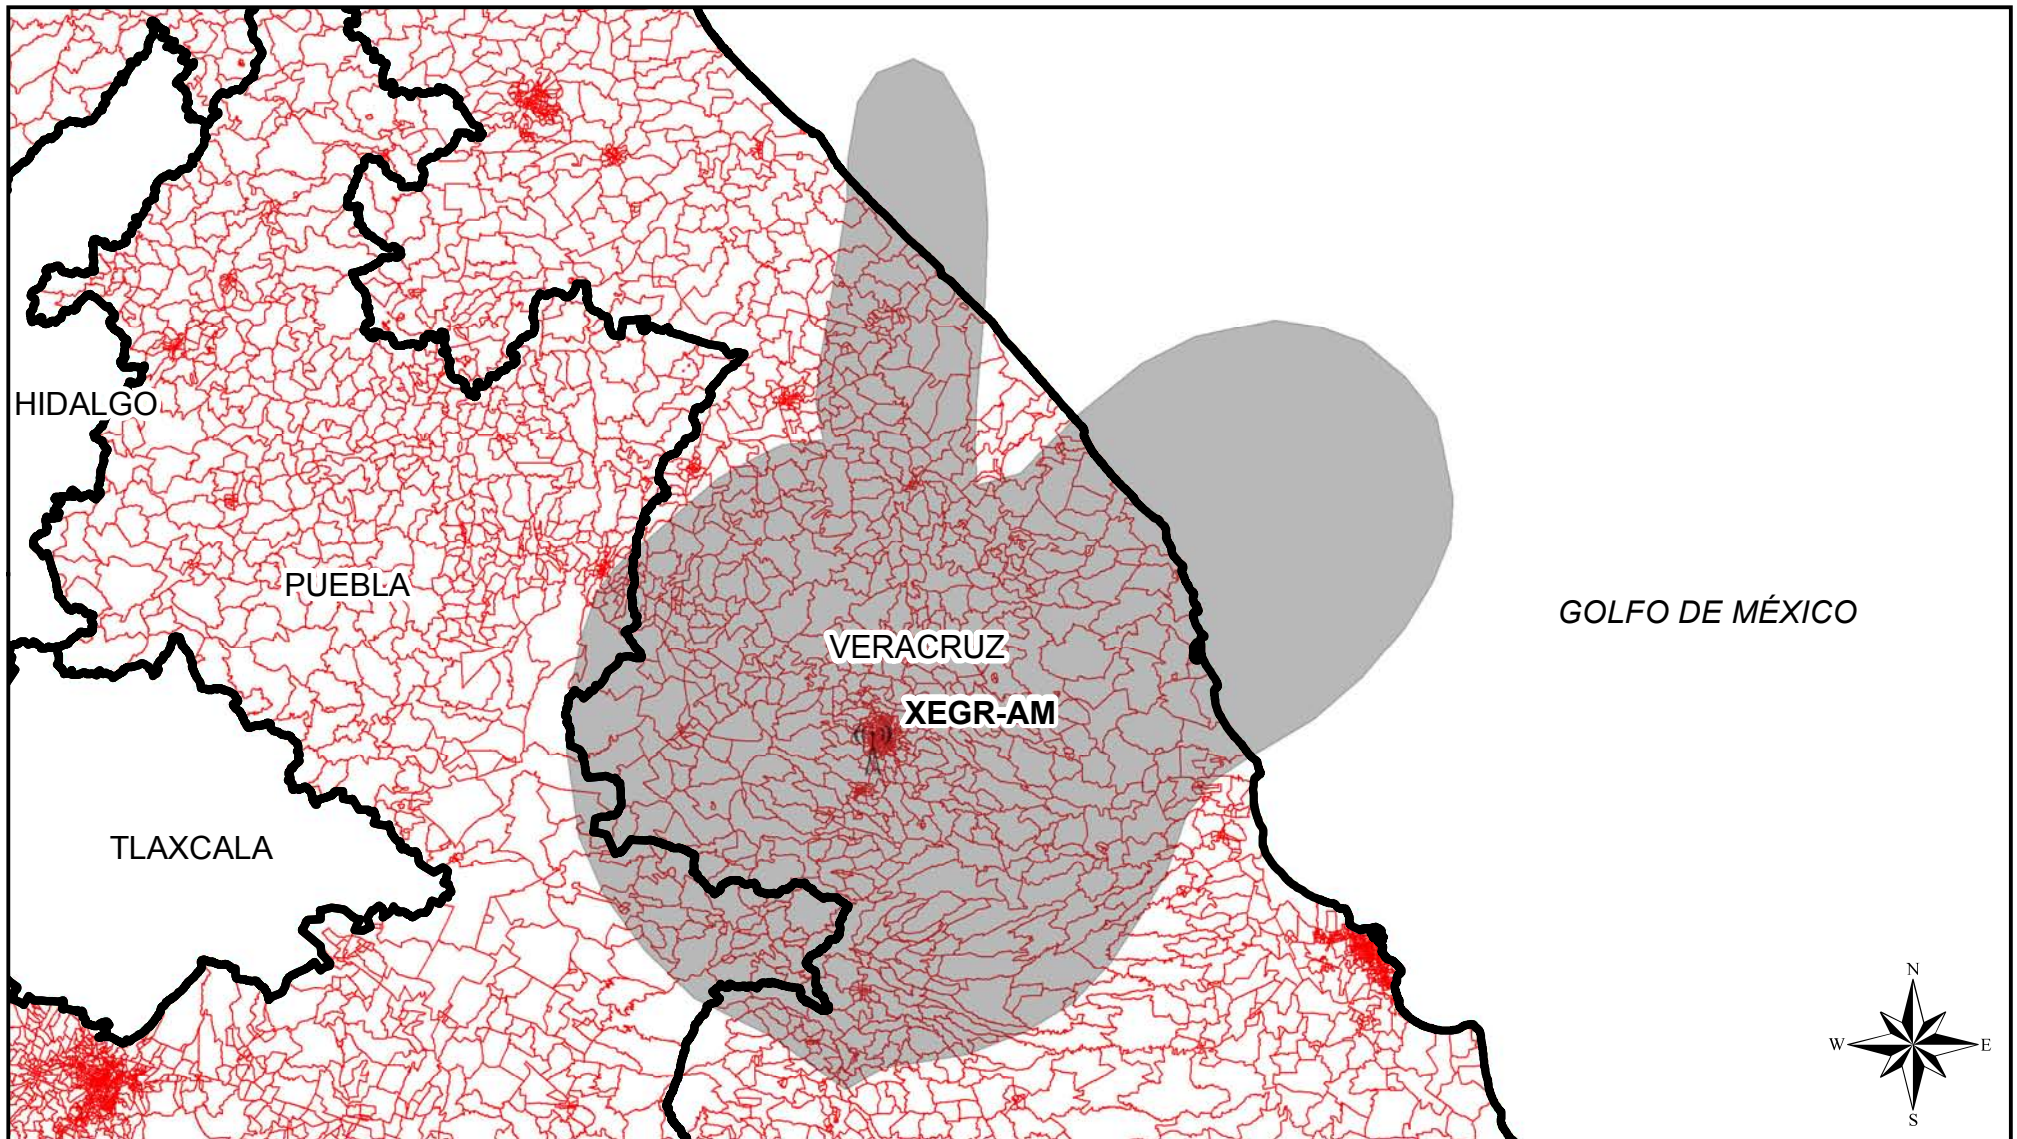 HIDALGO
PUEBLA
GOLFO DE MÉXICO
VERACRUZ
XEGR-AM
TLAXCALA
N
W E
S